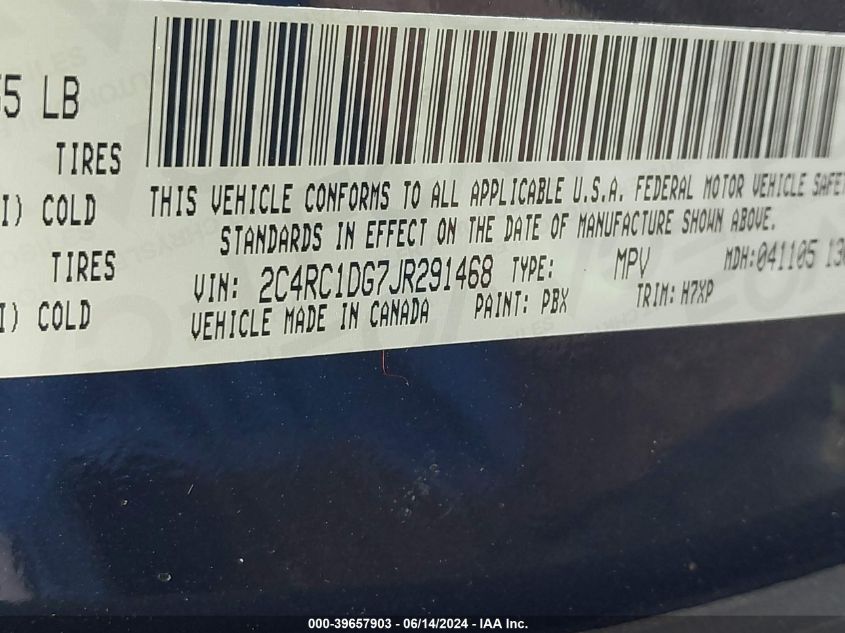 55 LB
TIRES
I) COLD
TIRES
I) COLD
THIS VEHICLE CONFORMS TO ALL APPLICABLE U.S.A. FEDERAL MOTOR VEHICLE SAFET
STANDARDS IN EFFECT ON THE DATE OF MANUFACTURE SHOWN ABOVE.
VIN: 2C4RC1DG7JR291468 TYPE: MPV MDH: 041105 130
VEHICLE MADE IN CANADA PAINT: PBX TRIM: H7XP
000-39657903 - 06/14/2024 - IAA Inc.